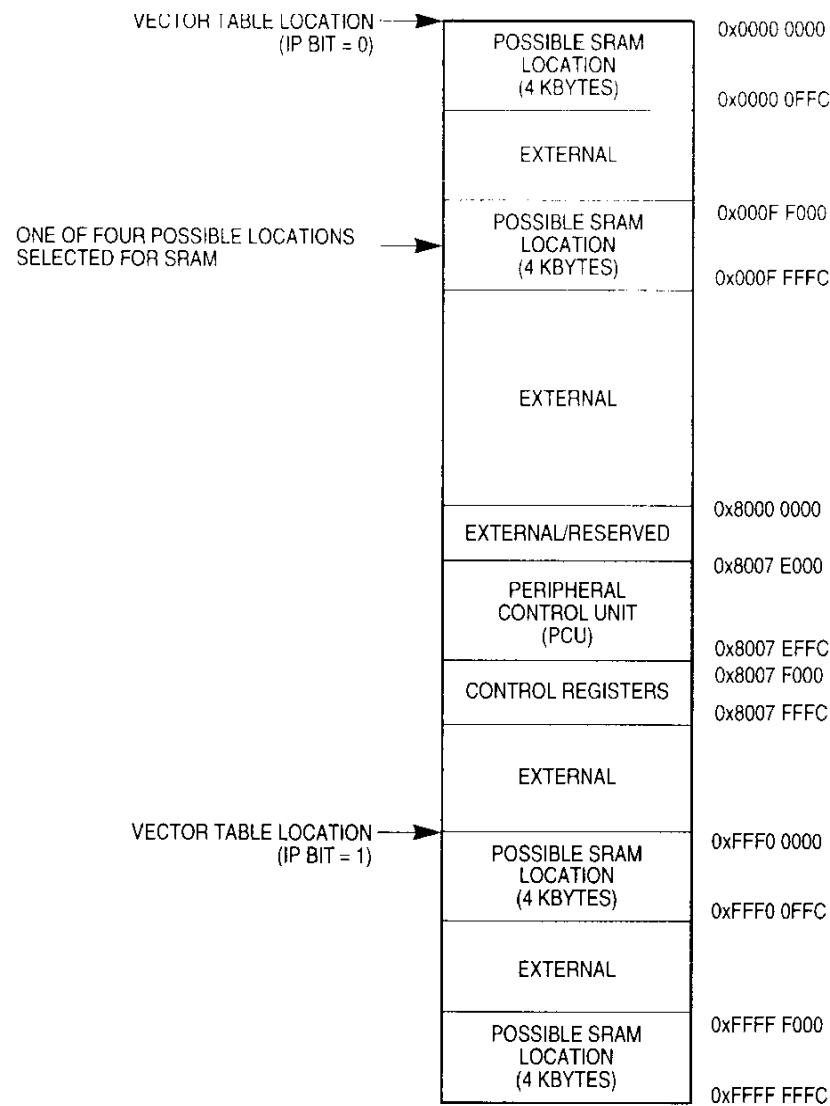 VECTOR TABLE LOCATION
(IP BIT = 0)
0x0000 0000
POSSIBLE SRAM
LOCATION
(4 KBYTES)
0x0000 0FFC
EXTERNAL
0x000F F000
ONE OF FOUR POSSIBLE LOCATIONS
SELECTED FOR SRAM
POSSIBLE SRAM
LOCATION
(4 KBYTES)
0x000F FFFC
EXTERNAL
0x8000 0000
EXTERNAL/RESERVED
0x8007 E000
PERIPHERAL
CONTROL UNIT
(PCU)
0x8007 EFFC
0x8007 F000
CONTROL REGISTERS
0x8007 FFFC
EXTERNAL
VECTOR TABLE LOCATION
(IP BIT = 1)
0xFFF0 0000
POSSIBLE SRAM
LOCATION
(4 KBYTES)
0xFFF0 0FFC
EXTERNAL
0xFFFF F000
POSSIBLE SRAM
LOCATION
(4 KBYTES)
0xFFFF FFFC